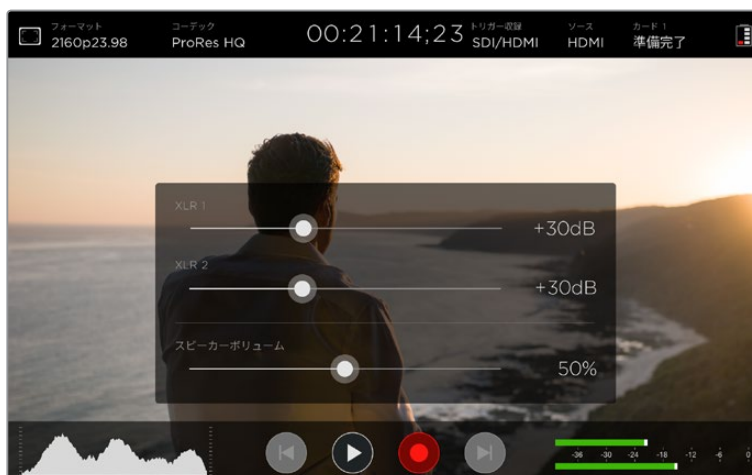 フォーマット コーデック 00:21:14;23 トリガー収録 ソース カード 1
2160p23.98 ProRes HQ SDI/HDMI HDMI 準備完了
XLR 1
+30dB
XLR 2
+30dB
スピーカーボリューム
50%
-36 -30 -24 -18 -12 -6 0